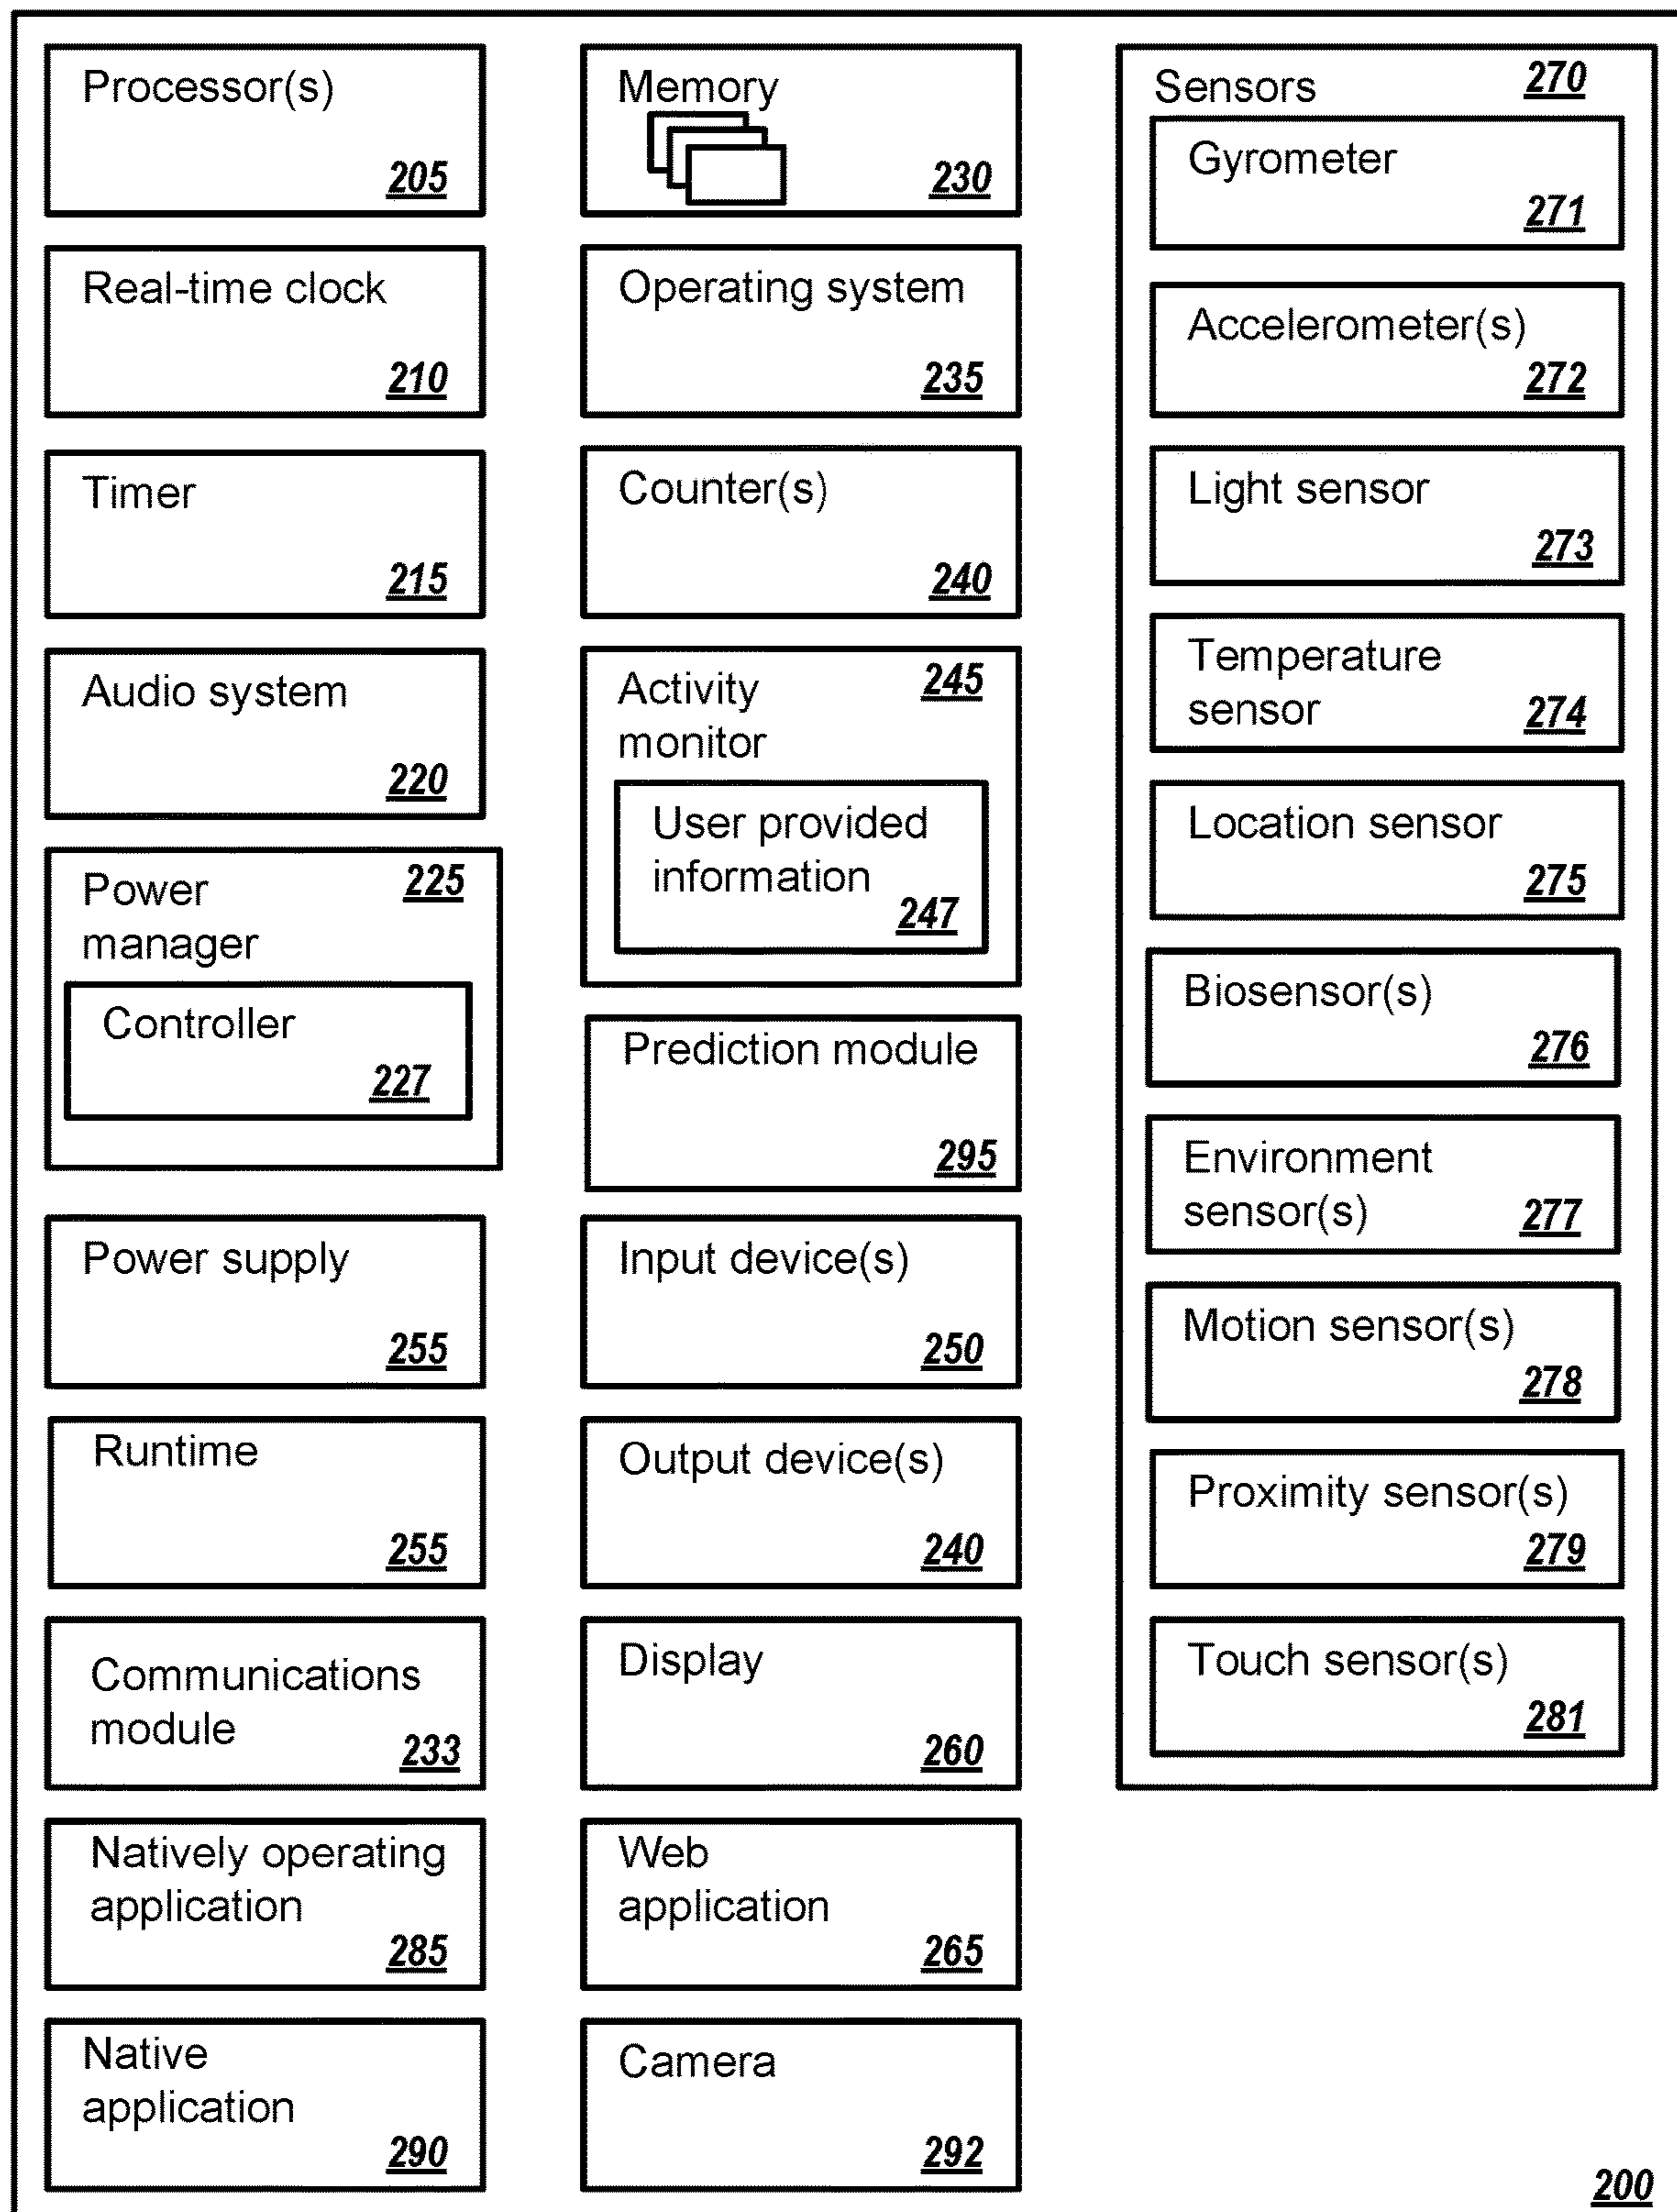 Processor(s)
205
Real-time clock
210
Timer
215
Audio system
220
Power
225
manager
Controller
227
Power supply
255
Runtime
255
Communications
module
233
Natively operating
application
285
Native
application
290
Memory
230
Operating system
235
Counter(s)
240
Activity
245
monitor
User provided
information
247
Prediction module
295
Input device(s)
250
Output device(s)
240
Display
260
Web
application
265
Camera
292
Sensors
270
Gyrometer
271
Accelerometer(s)
272
Light sensor
273
Temperature
sensor
274
Location sensor
275
Biosensor(s)
276
Environment
sensor(s)
277
Motion sensor(s)
278
Proximity sensor(s)
279
Touch sensor(s)
281
200